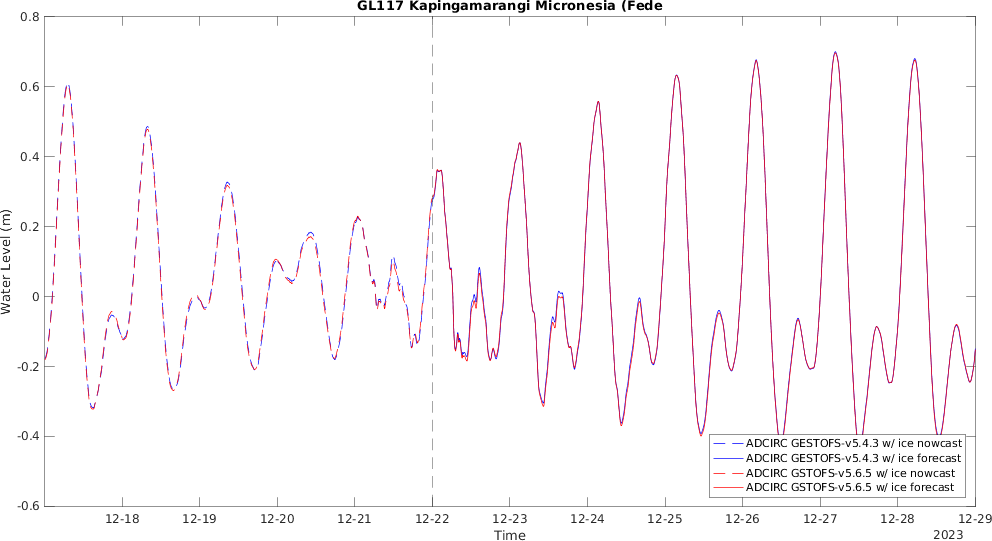 GL117 Kapingamarangi Micronesia (Fede
0.8
0.6
0.4
0.2
0
-0.2
-0.4
-0.6
Water Level (m)
ADCIRC GESTOFS-v5.4.3 w/ ice nowcast
ADCIRC GESTOFS-v5.4.3 w/ ice forecast
ADCIRC GSTOFS-v5.6.5 w/ ice nowcast
ADCIRC GSTOFS-v5.6.5 w/ ice forecast
12-18 12-19 12-20 12-21 12-22 12-23 12-24 12-25 12-26 12-27 12-28 12-29
Time
2023